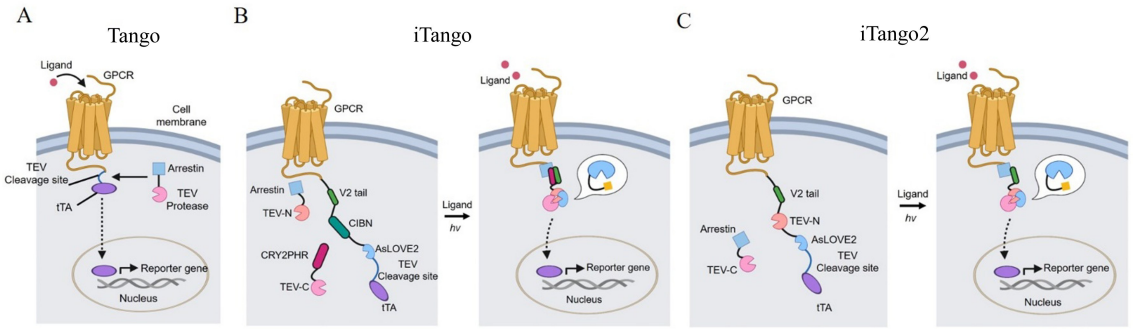 A
Tango
Ligand
GPCR
Cell
membrane
TEV
Cleavage site
Arrestin
TEV
Protease
tTA
Reporter gene
Nucleus
B
iTango
GPCR
Arrestin
V2 tail
TEV-N
CIBN
CRY2PHR
AsLOVE2
TEV
Cleavage site
TEV-C
tTA
Ligand
hv
Ligand
Reporter gene
Nucleus
C
iTango2
GPCR
V2 tail
TEV-N
Arrestin
AsLOVE2
TEV
Cleavage site
TEV-C
tTA
Ligand
hv
Ligand
Reporter gene
Nucleus